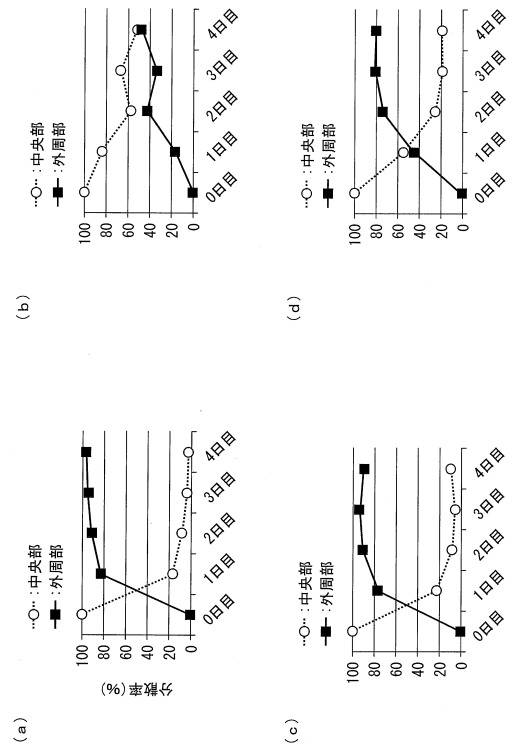 (a)
‥○‥:中央部
─■─:外周部
分散率(%)
100
80
60
40
20
0
0日目
1日目
2日目
3日目
4日目
(b)
‥○‥:中央部
─■─:外周部
100
80
60
40
20
0
0日目
1日目
2日目
3日目
4日目
(c)
‥○‥:中央部
─■─:外周部
100
80
60
40
20
0
0日目
1日目
2日目
3日目
4日目
(d)
‥○‥:中央部
─■─:外周部
100
80
60
40
20
0
0日目
1日目
2日目
3日目
4日目